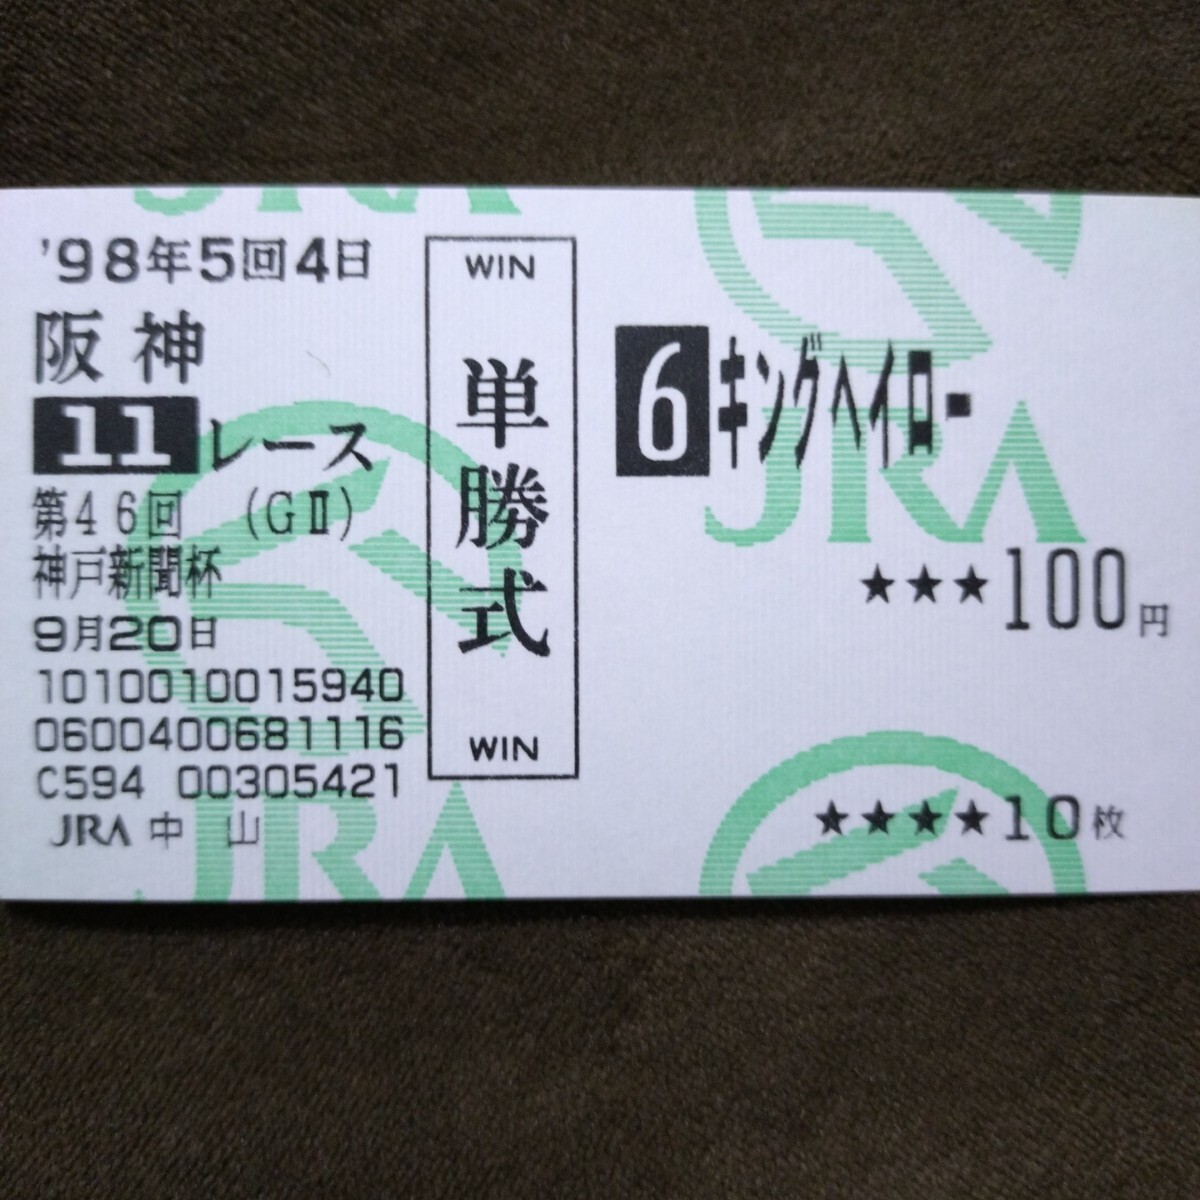 '98年5回4日
阪神
11レース
第46回 (GⅡ)
神戸新聞杯
9月20日
1010010015940
0600400681116
C594 00305421
JRA 中山
WIN
単勝式
WIN
6 キングヘイロー
★★★100円
★★★★10枚
JRA
JRA
JRA